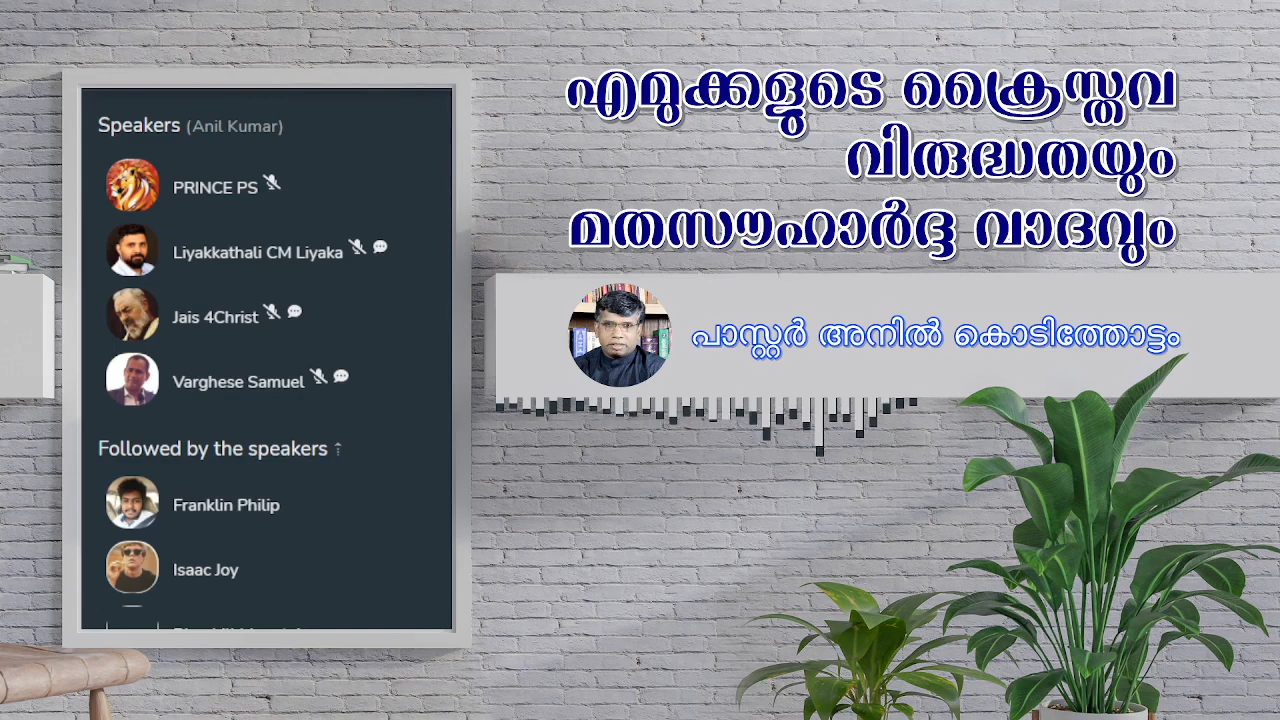 Speakers (Anil Kumar)
PRINCE PS
Liyakkathali CM Liyaka
Jais 4Christ
Varghese Samuel
Followed by the speakers
Franklin Philip
Isaac Joy
എമുക്കളുടെ ക്രൈസ്തവ
വിരുദ്ധതയും
മതസൗഹാർദ്ദ വാദവും
പാസ്റ്റർ അനിൽ കൊടിത്തോട്ടം